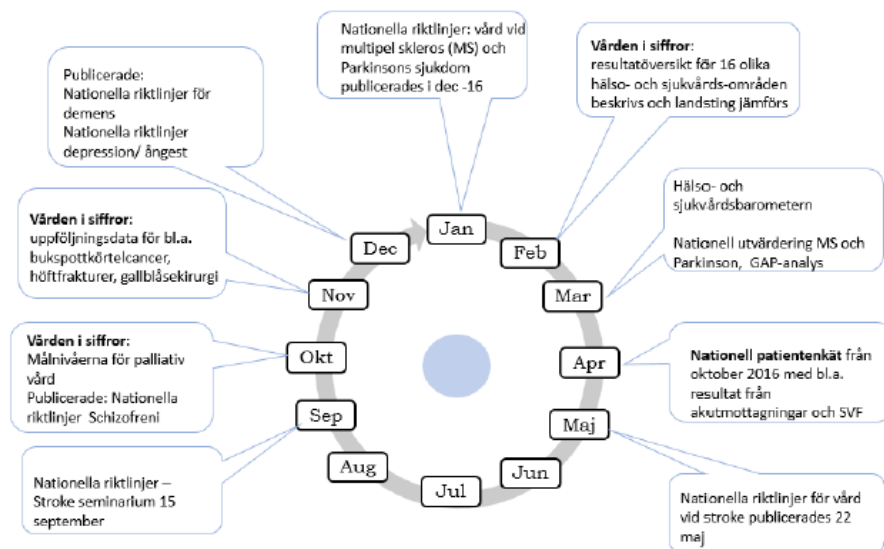 Nationella riktlinjer: vård vid
multipel skleros (MS) och
Parkinsons sjukdom
publicerades i dec -16
Vården i siffror:
resultatöversikt för 16 olika
hälso- och sjukvårds-områden
beskrivs och landsting jämförs
Hälso- och
sjukvårdsbarometern
Nationell utvärdering MS och
Parkinson, GAP-analys
Nationell patientenkät från
oktober 2016 med bl.a.
resultat från
akutmottagningar och SVF
Nationella riktlinjer för vård
vid stroke publicerades 22
maj
Nationella riktlinjer –
Stroke seminarium 15
september
Vården i siffror:
Målnivåerna för palliativ
vård
Publicerade: Nationella
riktlinjer Schizofreni
Vården i siffror:
uppföljningsdata för bl.a.
bukspottkörtelcancer,
höftfrakturer, gallblåsekirurgi
Publicerade:
Nationella riktlinjer för
demens
Nationella riktlinjer
depression/ ångest
Jan
Feb
Mar
Apr
Maj
Jun
Jul
Aug
Sep
Okt
Nov
Dec